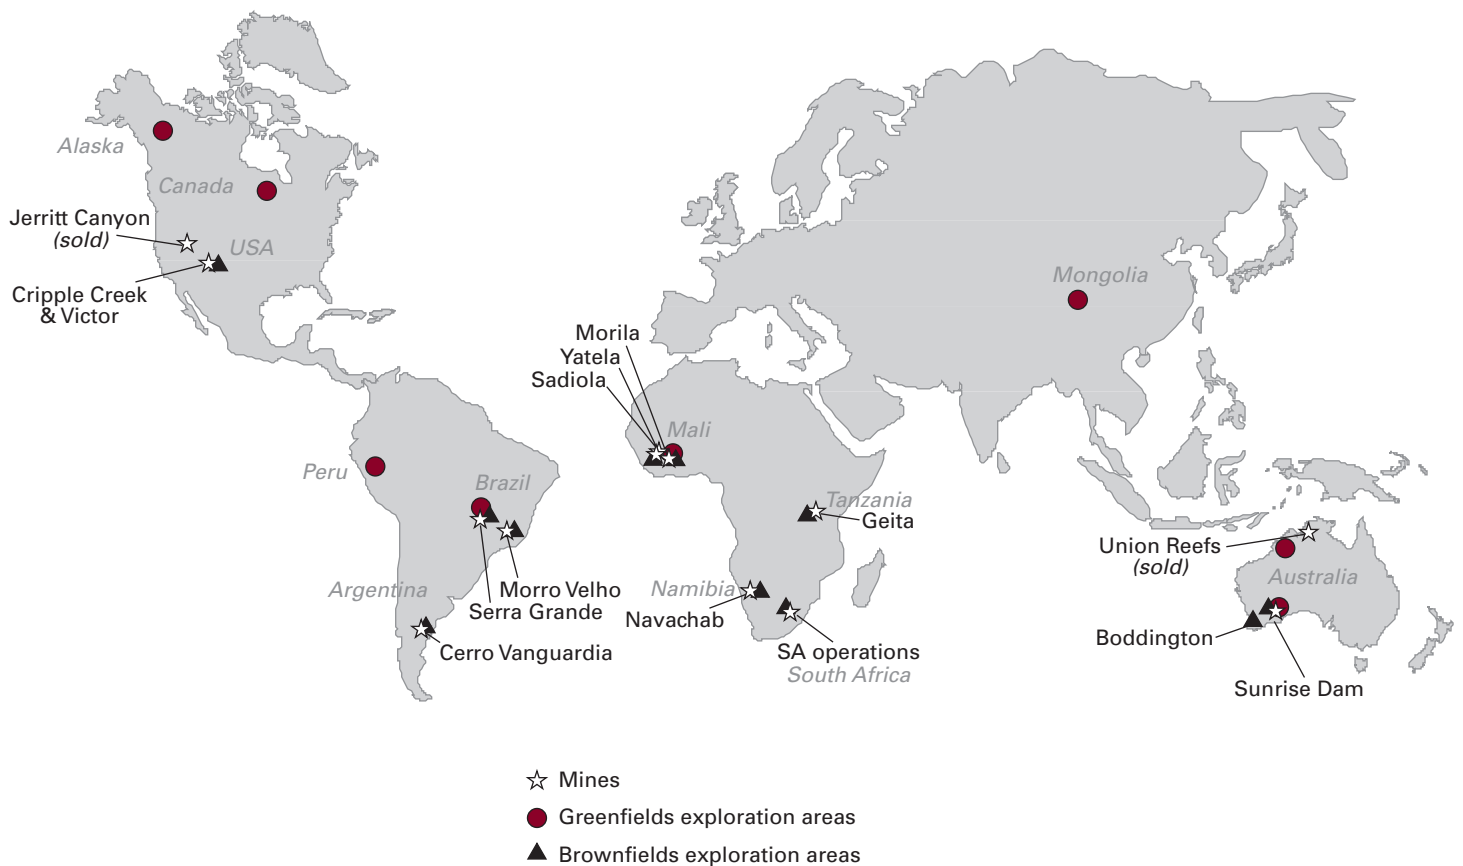 Alaska
Canada
Jerritt Canyon
(sold)
USA
Cripple Creek
& Victor
Mongolia
Morila
Yatela
Sadiola
Mali
Peru
Brazil
Tanzania
Geita
Union Reefs
(sold)
Australia
Argentina
Morro Velho
Serra Grande
Namibia
Navachab
Boddington
Cerro Vanguardia
SA operations
South Africa
Sunrise Dam
Mines
Greenfields exploration areas
Brownfields exploration areas